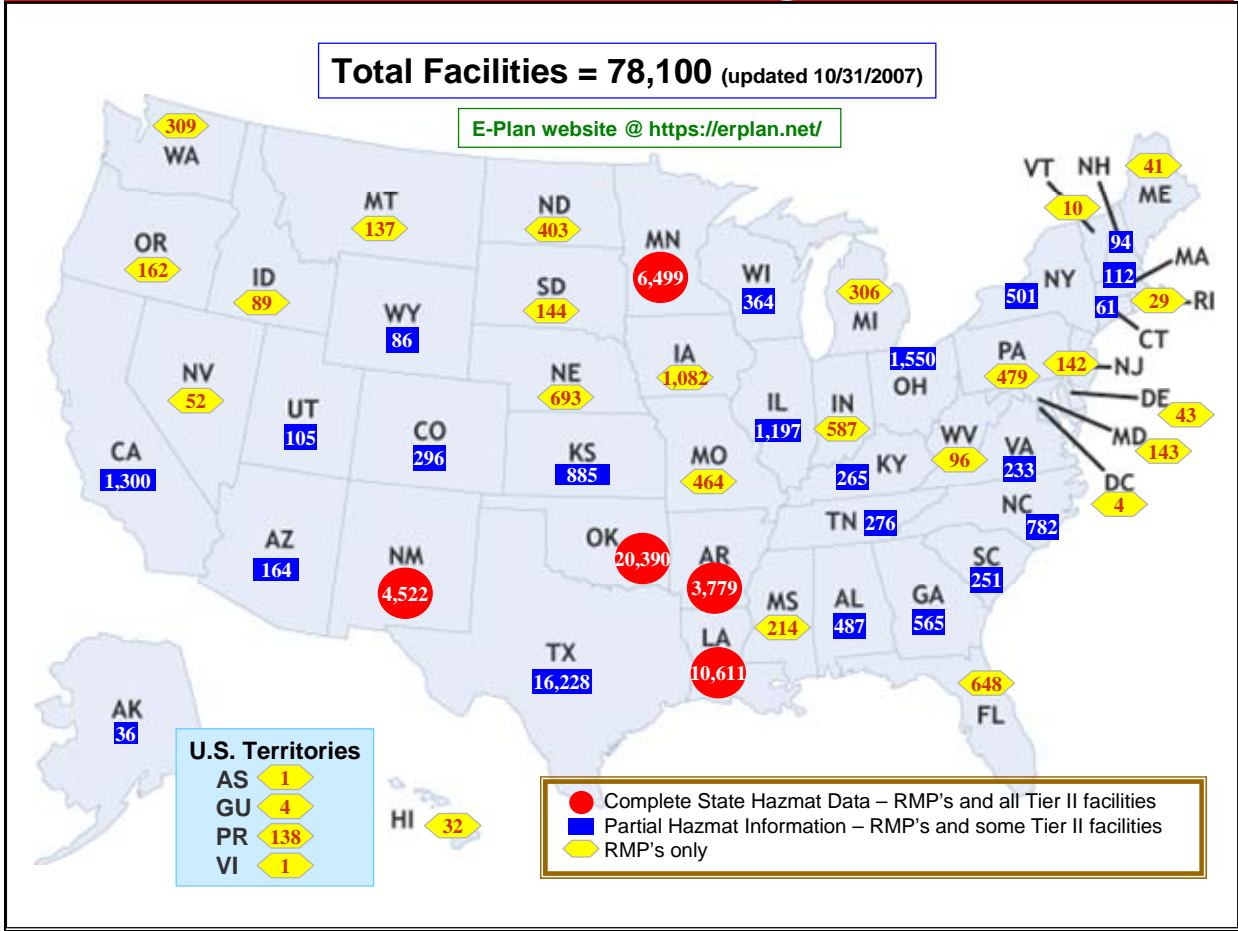 Total Facilities = 78,100 (updated 10/31/2007)
E-Plan website @ https://erplan.net/
309
WA
MT
137
ND
403
MN
6,499
OR
162
ID
89
SD
144
WI
364
306
MI
VT
NH
41
ME
10
94
112
MA
NY
501
61
29
RI
CT
WY
86
IA
1,082
1,550
OH
PA
479
142
NJ
NV
52
NE
693
UT
105
CO
296
IL
1,197
IN
587
DE
43
MD
143
WV
96
VA
233
DC
4
CA
1,300
KS
885
MO
464
265
KY
NC
782
TN
276
AZ
164
NM
4,522
OK
20,390
AR
3,779
SC
251
MS
214
AL
487
GA
565
TX
16,228
LA
10,611
648
FL
AK
36
U.S. Territories
AS 1
GU 4
PR 138
VI 1
HI
32
Complete State Hazmat Data – RMP's and all Tier II facilities
Partial Hazmat Information – RMP's and some Tier II facilities
RMP's only